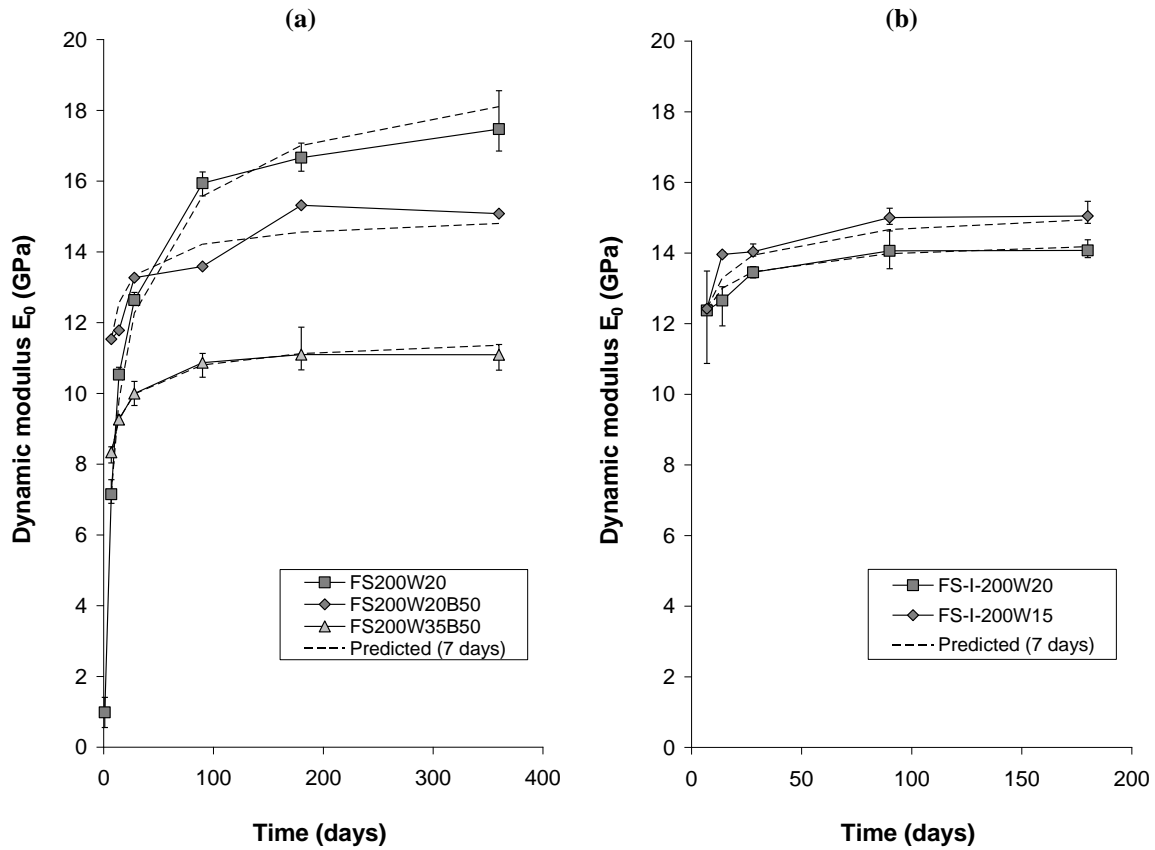 (a)
Dynamic modulus E0 (GPa)
20
18
16
14
12
10
8
6
4
2
0
FS200W20
FS200W20B50
FS200W35B50
Predicted (7 days)
0 100 200 300 400
Time (days)
(b)
Dynamic modulus E0 (GPa)
20
18
16
14
12
10
8
6
4
2
0
FS-I-200W20
FS-I-200W15
Predicted (7 days)
0 50 100 150 200
Time (days)